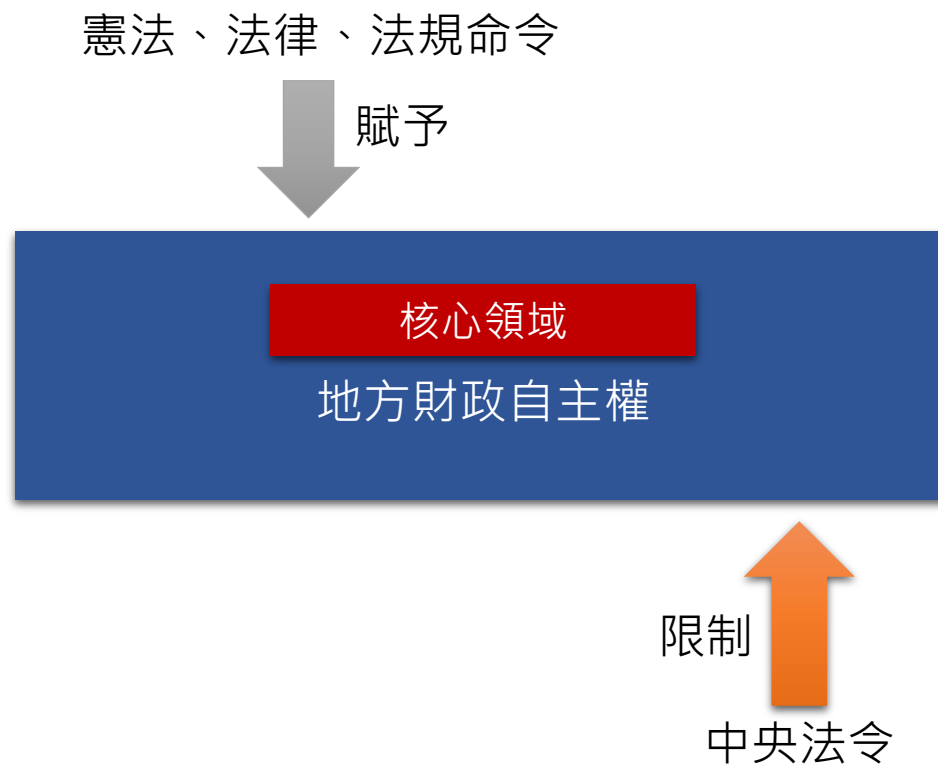 憲法、法律、法規命令
賦予
核心領域
地方財政自主權
限制
中央法令